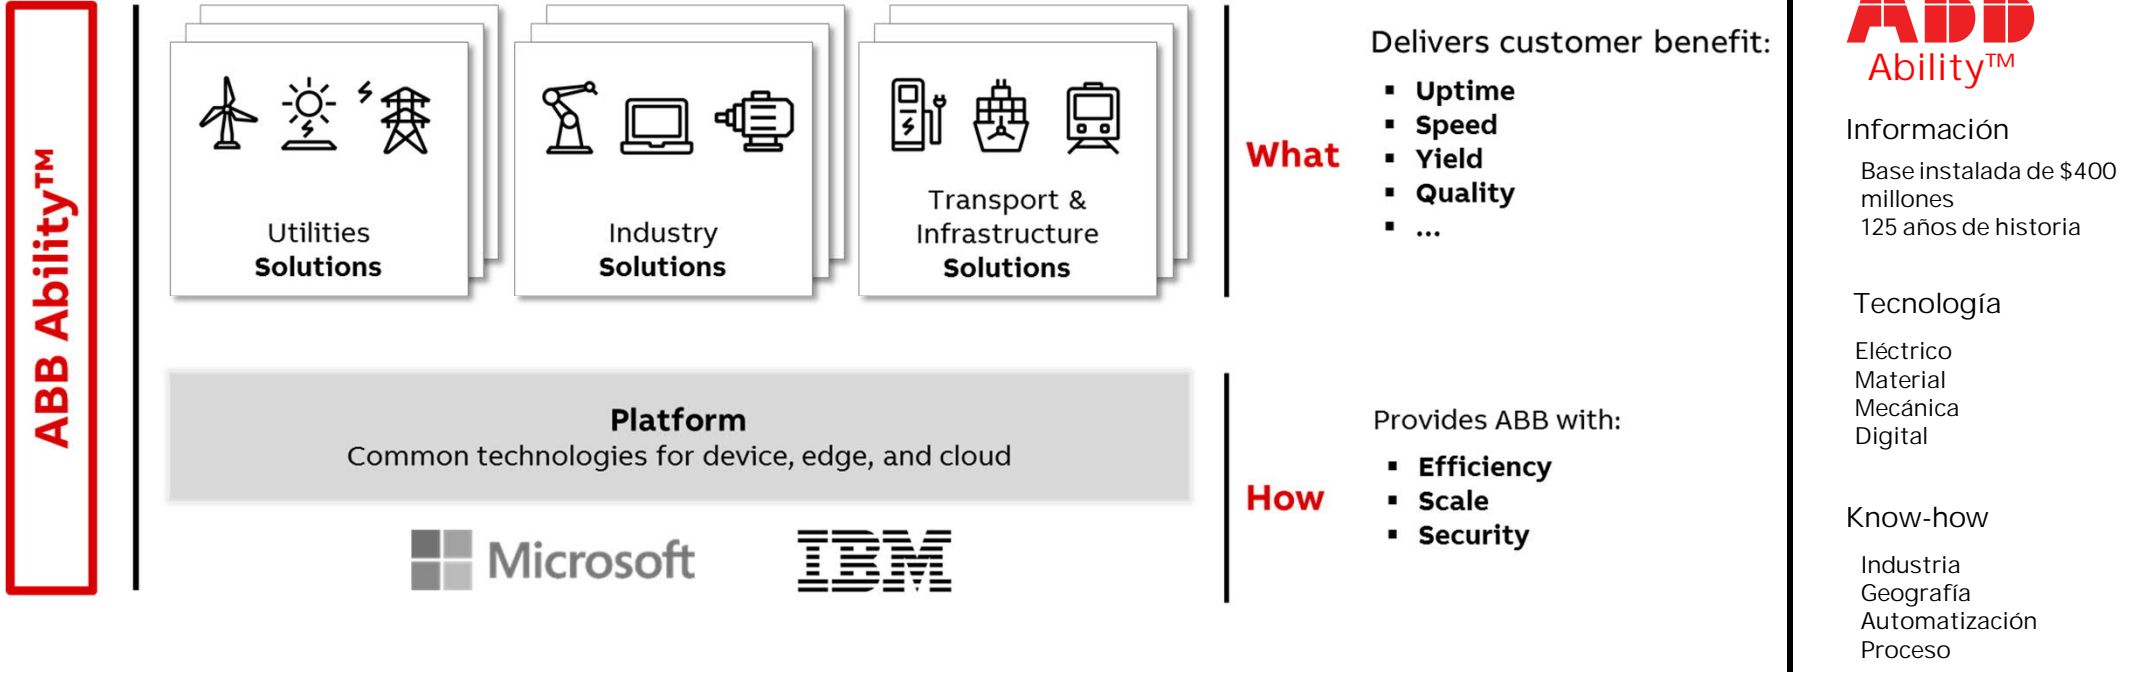 ABB Ability™
Utilities
Solutions
Industry
Solutions
Transport &
Infrastructure
Solutions
What
Delivers customer benefit:
▪ Uptime
▪ Speed
▪ Yield
▪ Quality
▪ ...
Platform
Common technologies for device, edge, and cloud
Microsoft
IBM
How
Provides ABB with:
▪ Efficiency
▪ Scale
▪ Security
ABB
Ability™
Información
Base instalada de $400
millones
125 años de historia
Tecnología
Eléctrico
Material
Mecánica
Digital
Know-how
Industria
Geografía
Automatización
Proceso